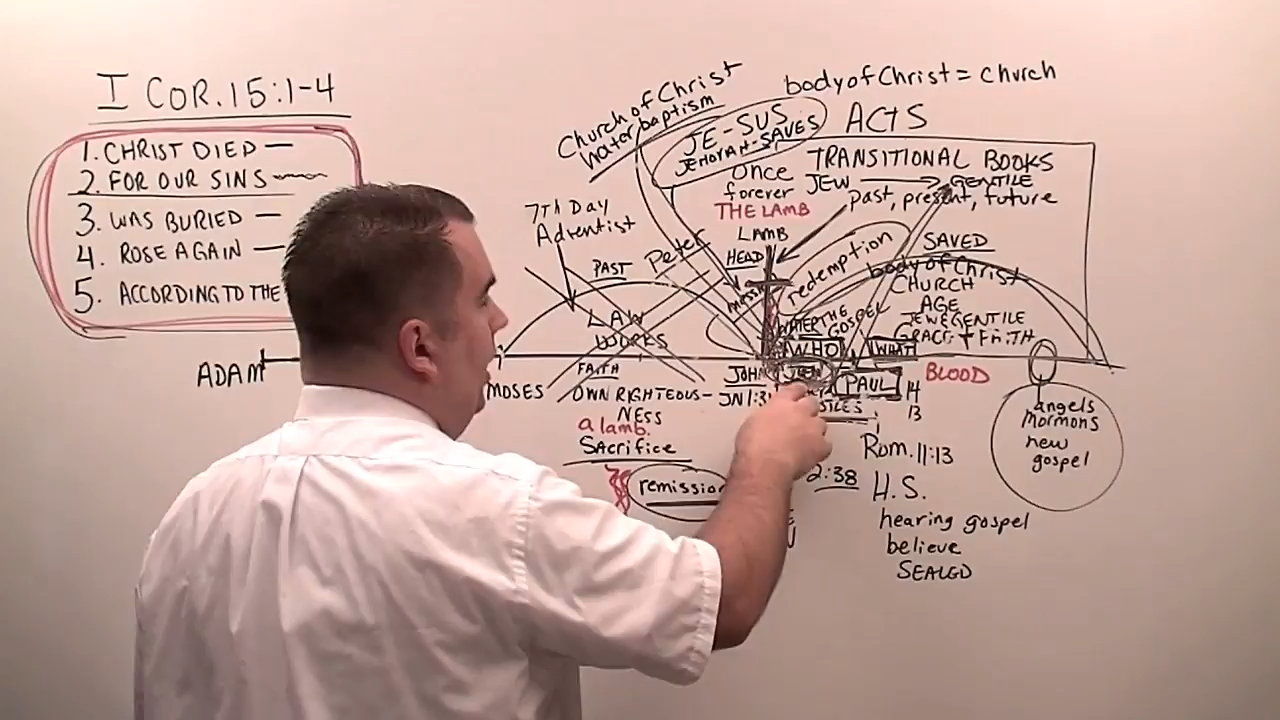 I COR. 15:1-4
1. CHRIST DIED —
2. FOR OUR SINS
3. WAS BURIED —
4. ROSE AGAIN —
5. ACCORDING TO THE
ADAM
Church of Christ
Water baptism
body of Christ = Church
JE-SUS
JEHOVAH-SAVES
ACTS
TRANSITIONAL BOOKS
JEW
GENTILE
past, present, future
Once
forever
THE LAMB
LAMB
HEAD
7TH Day
Adventist
PAST
Peter
LAW
WORKS
redemption
SAVED
body of Christ
CHURCH
AGE
JEW & GENTILE
GRACE + FAITH
WATER THE
GOSPEL
WHO
WHAT
MOSES
FAITH
OWN RIGHTEOUS-
NESS
a lamb.
SACrifice
remission
JOHN
JN 1:31
PAUL
14
13
BLOOD
Rom. 11:13
2:38
H.S.
hearing gospel
believe
SEALED
angels
Mormons
new
gospel